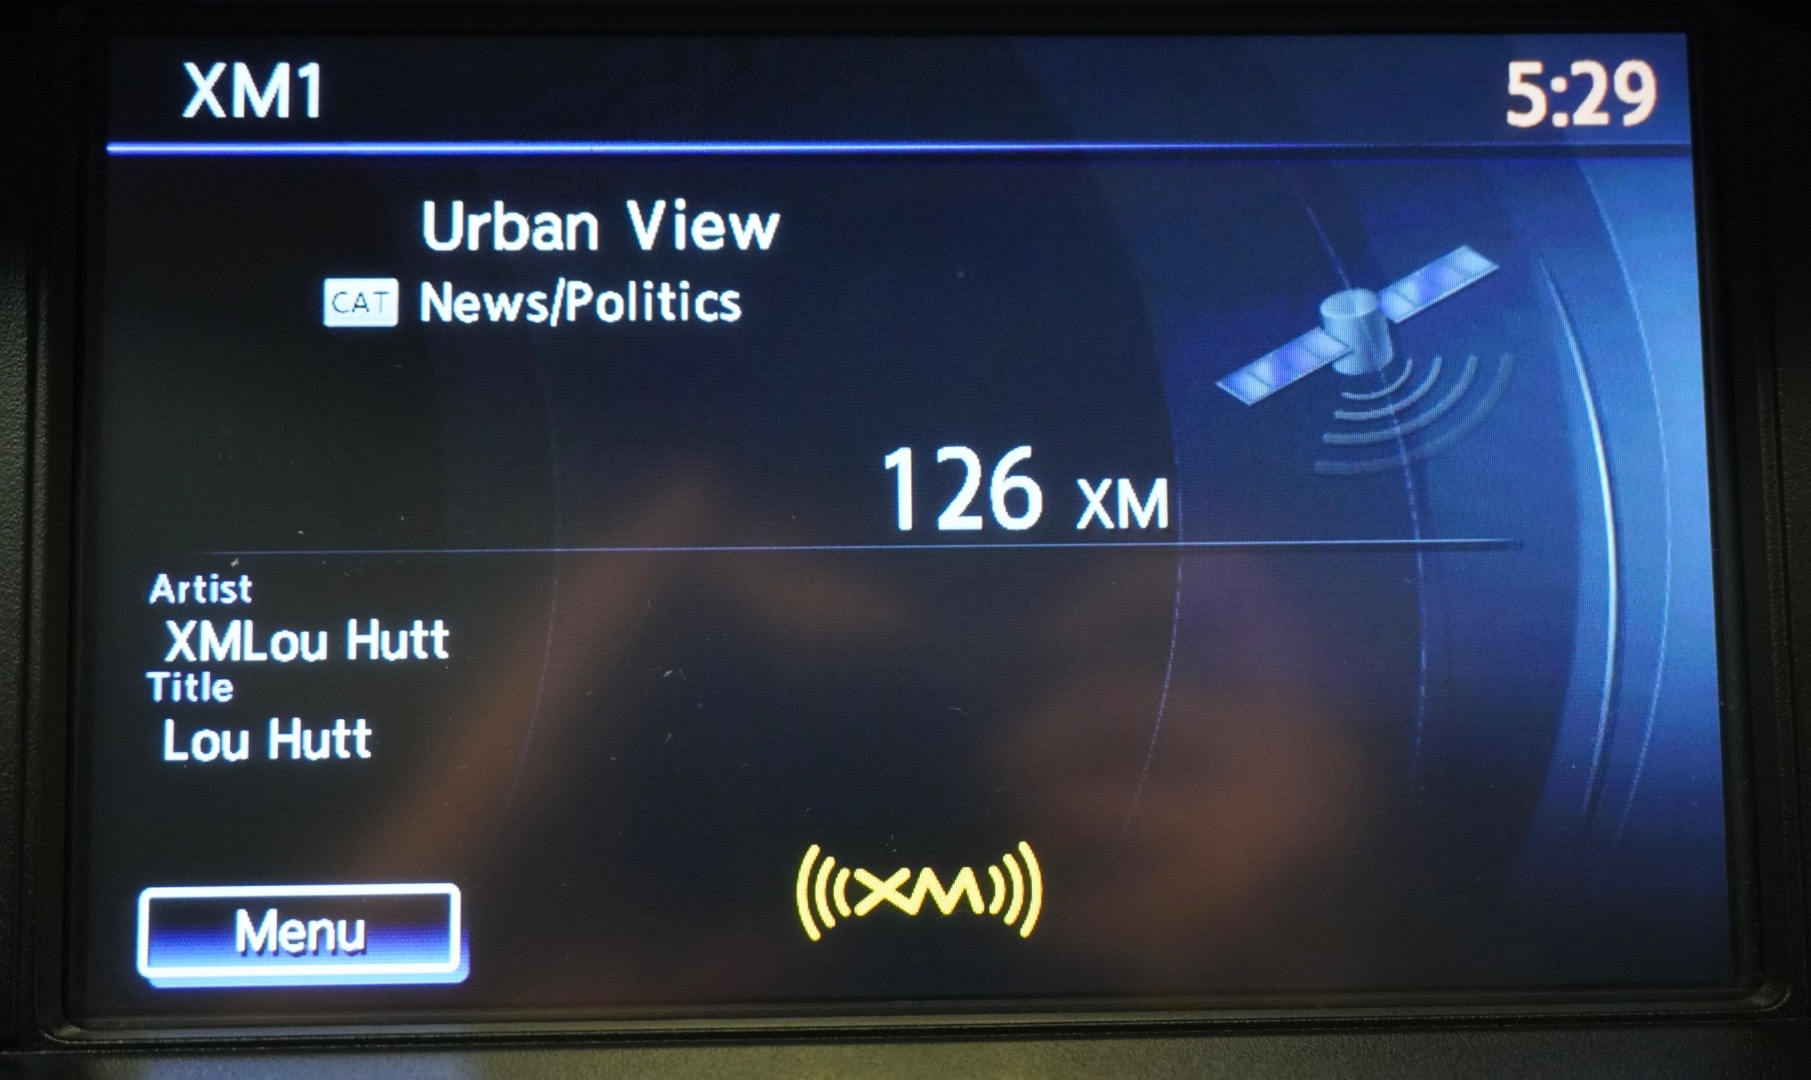 XM1
5:29
Urban View
CAT News/Politics
126 XM
Artist
XMLou Hutt
Title
Lou Hutt
XM
Menu